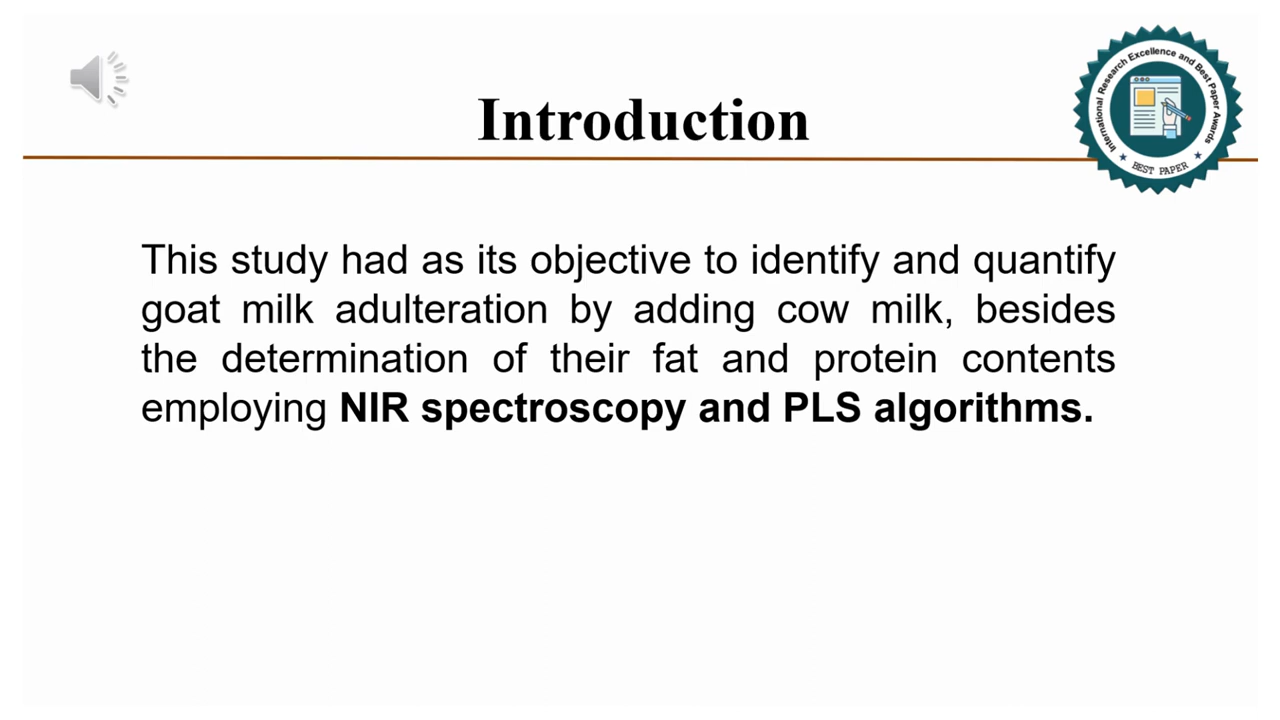 Introduction
International Research Excellence and Best Paper Awards
BEST PAPER
This study had as its objective to identify and quantify
goat milk adulteration by adding cow milk, besides
the determination of their fat and protein contents
employing NIR spectroscopy and PLS algorithms.